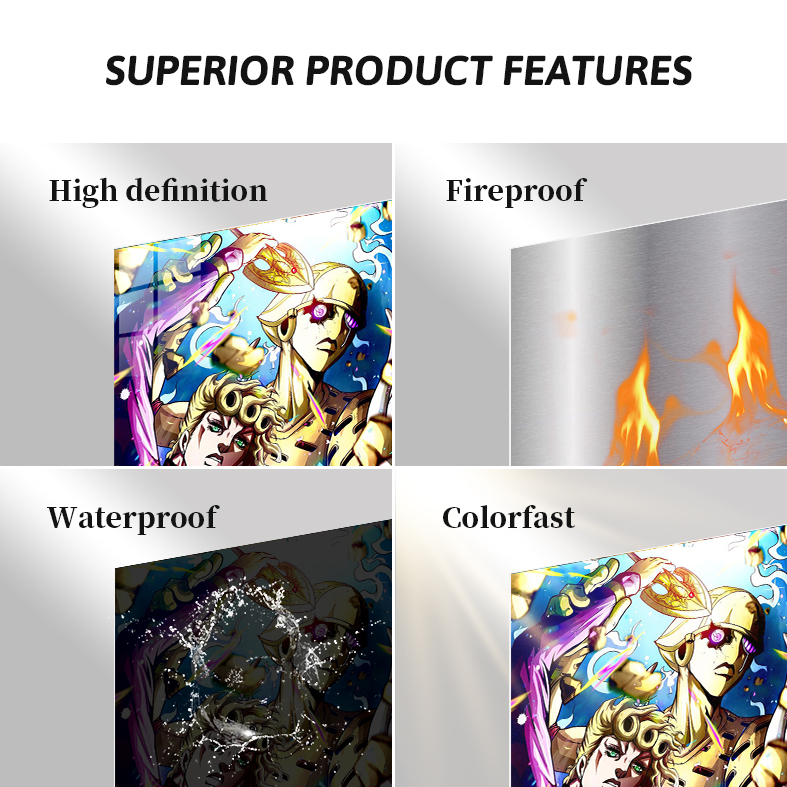 SUPERIOR PRODUCT FEATURES
High definition
Fireproof
Waterproof
Colorfast